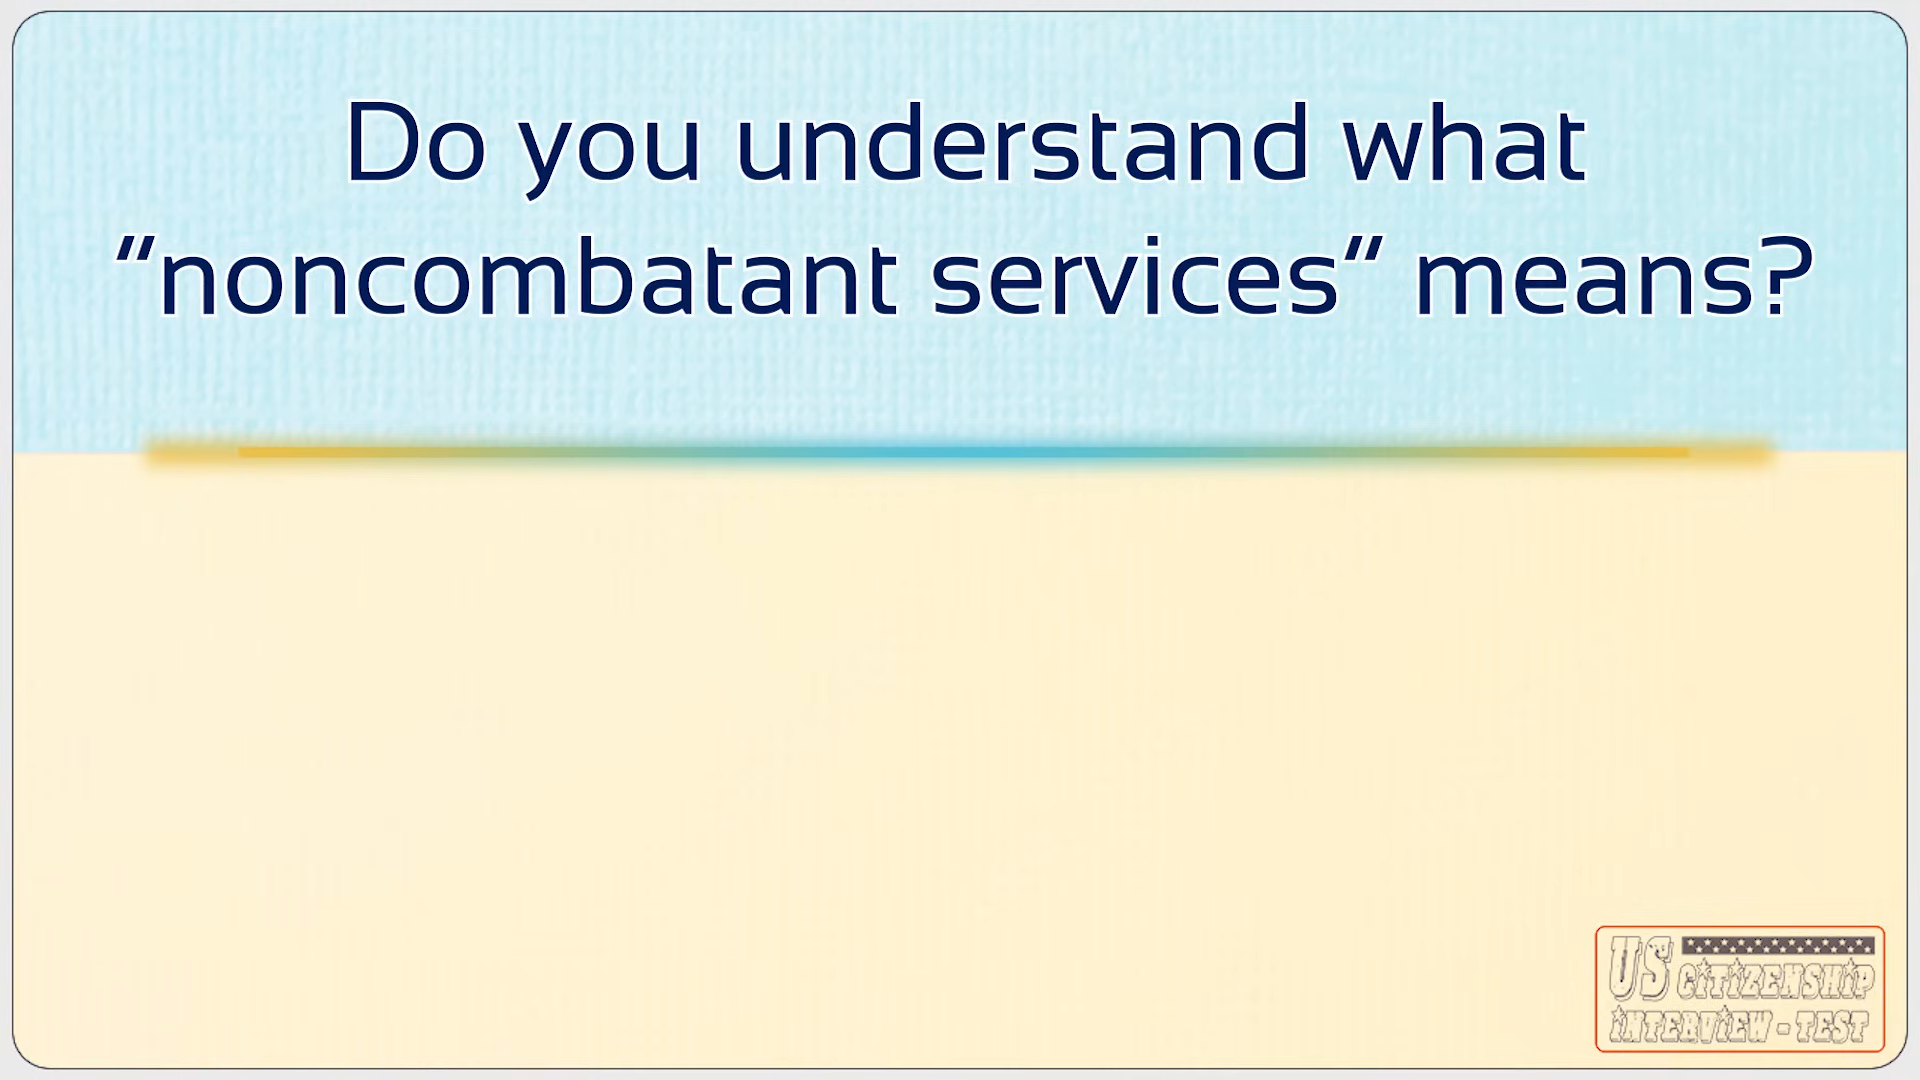 Do you understand what
“noncombatant services” means?
US CITIZENSHIP
INTERVIEW - TEST